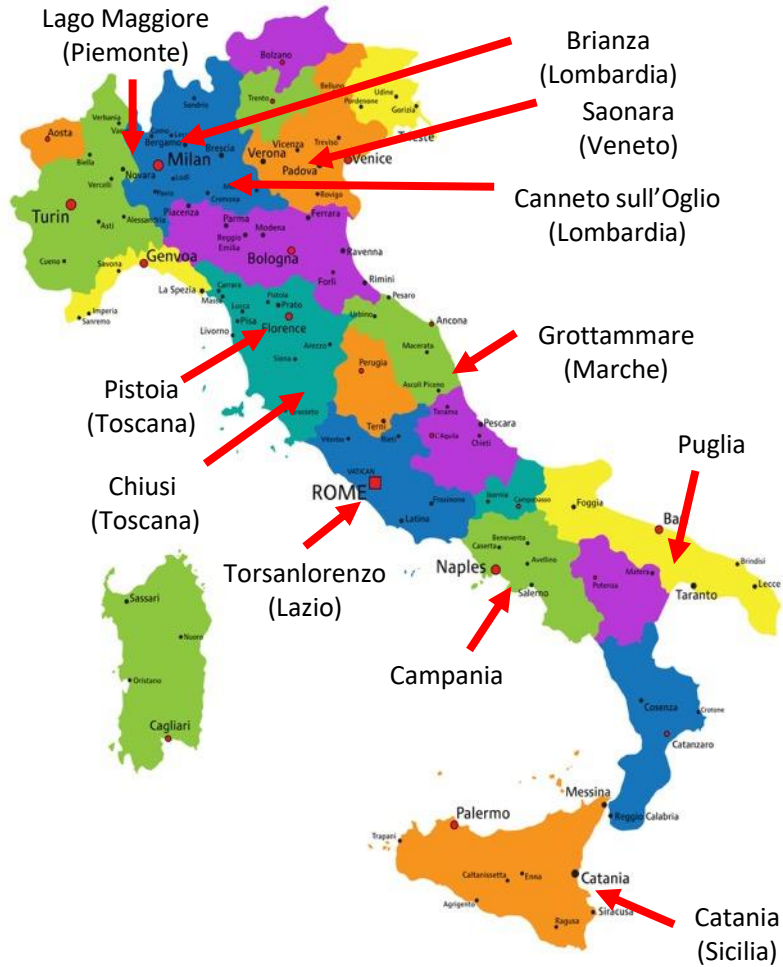 Lago Maggiore
(Piemonte)
Brianza
(Lombardia)
Saonara
(Veneto)
Canneto sull’Oglio
(Lombardia)
Grottammare
(Marche)
Pistoia
(Toscana)
Chiusi
(Toscana)
Torsanlorenzo
(Lazio)
Puglia
Campania
Catania
(Sicilia)
Bolzano
Belluno
Udine
Trento
Pordenone
Gorizia
Sondrio
Verbania
Como
Aosta
Bergamo
Vicenza
Treviso
Biella
Milan
Brescia
Verona
Padova
Venice
Novara
Lodi
Vercelli
Pavia
Cremona
Rovigo
Turin
Piacenza
Ferrara
Asti
Alessandria
Parma
Modena
Reggio
Emilia
Cuneo
Savona
Genvoa
Bologna
Ravenna
Forli
Rimini
La Spezia
Carrara
Massa
Pistoia
Prato
Pesaro
Imperia
Sanremo
Lucca
Pisa
Florence
Urbino
Ancona
Livorno
Arezzo
Macerata
Siena
Perugia
Ascoli Piceno
Teramo
Terni
Pescara
Viterbo
Rieti
L'Aquila
Chieti
VATICAN
ROME
Frosinone
Isernia
Campobasso
Foggia
Latina
Benevento
Caserta
Avellino
Naples
Salerno
Potenza
Matera
Brindisi
Taranto
Lecce
Sassari
Nuoro
Oristano
Cagliari
Cosenza
Crotone
Catanzaro
Messina
Reggio Calabria
Palermo
Trapani
Caltanissetta
Enna
Catania
Agrigento
Siracusa
Ragusa